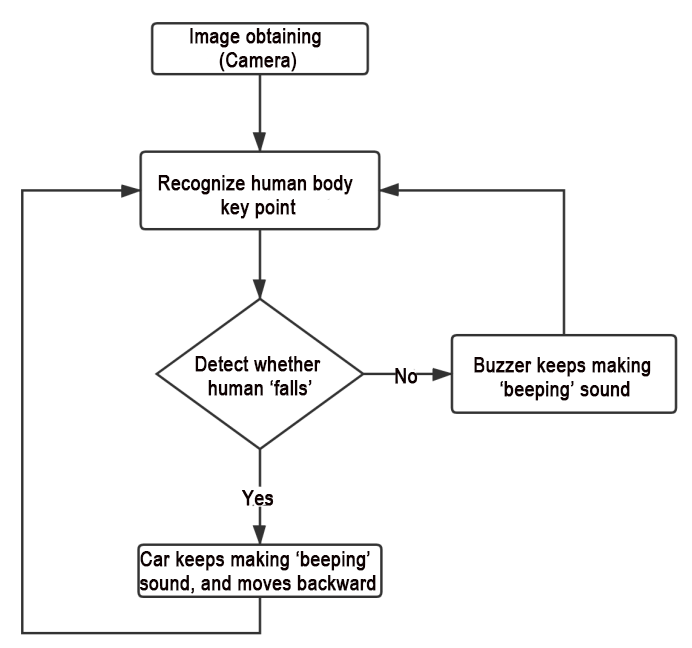 Image obtaining
(Camera)
Recognize human body
key point
Detect whether
human ‘falls’
No
Buzzer keeps making
‘beeping’ sound
Yes
Car keeps making ‘beeping’
sound, and moves backward